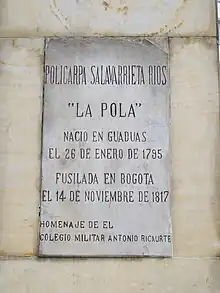 POLICARPA SALAVARRIETA RIOS
"LA POLA"
NACIO EN GUADUAS
EL 26 DE ENERO DE 1795
FUSILADA EN BOGOTA
EL 14 DE NOVIEMBRE DE 1817
HOMENAJE DE EL
COLEGIO MILITAR ANTONIO RICAURTE